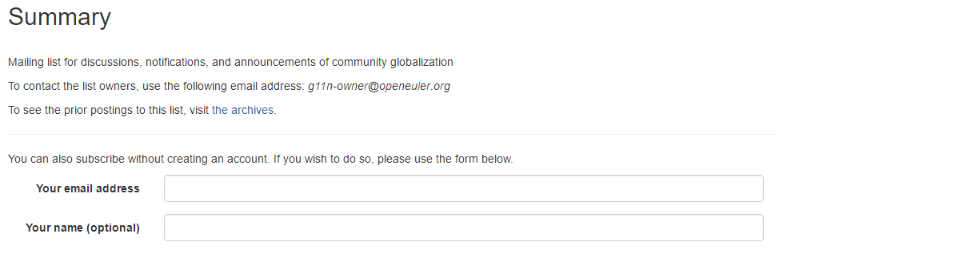 Summary
Mailing list for discussions, notifications, and announcements of community globalization
To contact the list owners, use the following email address: g11n-owner@openeuler.org
To see the prior postings to this list, visit the archives.
You can also subscribe without creating an account. If you wish to do so, please use the form below.
Your email address
Your name (optional)